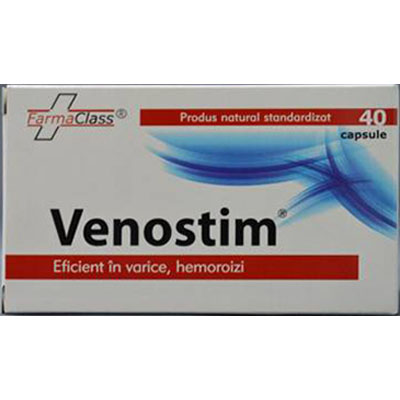 FarmaClass®
Produs natural standardizat
40
capsule
Venostim®
Eficient în varice, hemoroizi